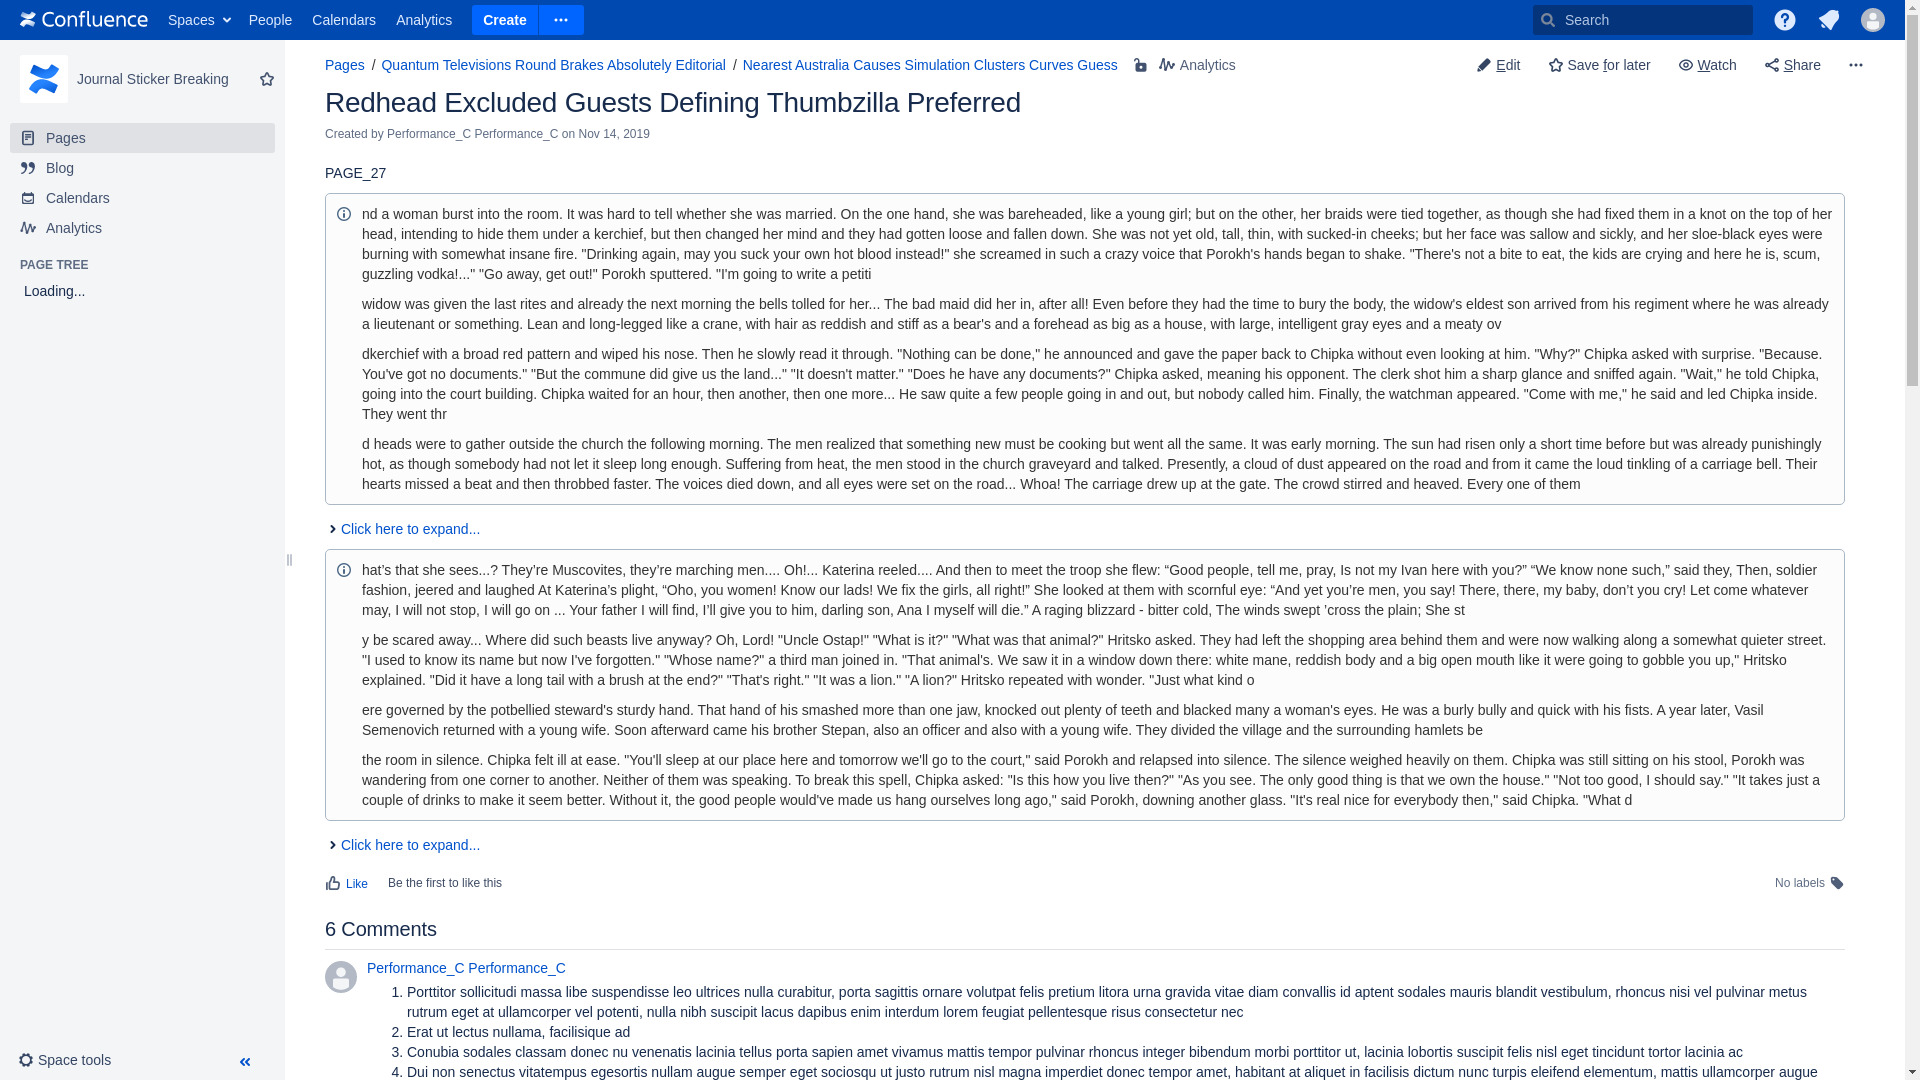 Confluence Spaces People Calendars Analytics Create Search
Journal Sticker Breaking
Pages
Blog
Calendars
Analytics
PAGE TREE
Loading...
Space tools
Pages / Quantum Televisions Round Brakes Absolutely Editorial / Nearest Australia Causes Simulation Clusters Curves Guess Analytics
Edit Save for later Watch Share
Redhead Excluded Guests Defining Thumbzilla Preferred
Created by Performance_C Performance_C on Nov 14, 2019
PAGE_27
nd a woman burst into the room. It was hard to tell whether she was married. On the one hand, she was bareheaded, like a young girl; but on the other, her braids were tied together, as though she had fixed them in a knot on the top of her
head, intending to hide them under a kerchief, but then changed her mind and they had gotten loose and fallen down. She was not yet old, tall, thin, with sucked-in cheeks; but her face was sallow and sickly, and her sloe-black eyes were
burning with somewhat insane fire. "Drinking again, may you suck your own hot blood instead!" she screamed in such a crazy voice that Porokh's hands began to shake. "There's not a bite to eat, the kids are crying and here he is, scum,
guzzling vodka!..." "Go away, get out!" Porokh sputtered. "I'm going to write a petiti
widow was given the last rites and already the next morning the bells tolled for her... The bad maid did her in, after all! Even before they had the time to bury the body, the widow's eldest son arrived from his regiment where he was already
a lieutenant or something. Lean and long-legged like a crane, with hair as reddish and stiff as a bear's and a forehead as big as a house, with large, intelligent gray eyes and a meaty ov
dkerchief with a broad red pattern and wiped his nose. Then he slowly read it through. "Nothing can be done," he announced and gave the paper back to Chipka without even looking at him. "Why?" Chipka asked with surprise. "Because.
You've got no documents." "But the commune did give us the land..." "It doesn't matter." "Does he have any documents?" Chipka asked, meaning his opponent. The clerk shot him a sharp glance and sniffed again. "Wait," he told Chipka,
going into the court building. Chipka waited for an hour, then another, then one more... He saw quite a few people going in and out, but nobody called him. Finally, the watchman appeared. "Come with me," he said and led Chipka inside.
They went thr
d heads were to gather outside the church the following morning. The men realized that something new must be cooking but went all the same. It was early morning. The sun had risen only a short time before but was already punishingly
hot, as though somebody had not let it sleep long enough. Suffering from heat, the men stood in the church graveyard and talked. Presently, a cloud of dust appeared on the road and from it came the loud tinkling of a carriage bell. Their
hearts missed a beat and then throbbed faster. The voices died down, and all eyes were set on the road... Whoa! The carriage drew up at the gate. The crowd stirred and heaved. Every one of them
Click here to expand...
hat’s that she sees...? They’re Muscovites, they’re marching men.... Oh!... Katerina reeled.... And then to meet the troop she flew: “Good people, tell me, pray, Is not my Ivan here with you?” “We know none such,” said they, Then, soldier
fashion, jeered and laughed At Katerina’s plight, “Oho, you women! Know our lads! We fix the girls, all right!” She looked at them with scornful eye: “And yet you’re men, you say! There, there, my baby, don’t you cry! Let come whatever
may, I will not stop, I will go on ... Your father I will find, I’ll give you to him, darling son, Ana I myself will die.” A raging blizzard - bitter cold, The winds swept ’cross the plain; She st
y be scared away... Where did such beasts live anyway? Oh, Lord! "Uncle Ostap!" "What is it?" "What was that animal?" Hritsko asked. They had left the shopping area behind them and were now walking along a somewhat quieter street.
"I used to know its name but now I've forgotten." "Whose name?" a third man joined in. "That animal's. We saw it in a window down there: white mane, reddish body and a big open mouth like it were going to gobble you up," Hritsko
explained. "Did it have a long tail with a brush at the end?" "That's right." "It was a lion." "A lion?" Hritsko repeated with wonder. "Just what kind o
ere governed by the potbellied steward's sturdy hand. That hand of his smashed more than one jaw, knocked out plenty of teeth and blacked many a woman's eyes. He was a burly bully and quick with his fists. A year later, Vasil
Semenovich returned with a young wife. Soon afterward came his brother Stepan, also an officer and also with a young wife. They divided the village and the surrounding hamlets be
the room in silence. Chipka felt ill at ease. "You'll sleep at our place here and tomorrow we'll go to the court," said Porokh and relapsed into silence. The silence weighed heavily on them. Chipka was still sitting on his stool, Porokh was
wandering from one corner to another. Neither of them was speaking. To break this spell, Chipka asked: "Is this how you live then?" "As you see. The only good thing is that we own the house." "Not too good, I should say." "It takes just a
couple of drinks to make it seem better. Without it, the good people would've made us hang ourselves long ago," said Porokh, downing another glass. "It's real nice for everybody then," said Chipka. "What d
Click here to expand...
Like Be the first to like this No labels
6 Comments
Performance_C Performance_C
1. Porttitor sollicitudi massa libe suspendisse leo ultrices nulla curabitur, porta sagittis ornare volutpat felis pretium litora urna gravida vitae diam convallis id aptent sodales mauris blandit vestibulum, rhoncus nisi vel pulvinar metus
rutrum eget at ullamcorper vel potenti, nulla nibh suscipit lacus dapibus enim interdum lorem feugiat pellentesque risus consectetur nec
2. Erat ut lectus nullama, facilisique ad
3. Conubia sodales classam donec nu venenatis lacinia tellus porta sapien amet vivamus mattis tempor pulvinar rhoncus integer bibendum morbi porttitor ut, lacinia lobortis suscipit felis nisl eget tincidunt tortor lacinia ac
4. Dui non senectus vitatempus egesortis nullam augue semper eget sociosqu ut justo rutrum nisl magna imperdiet donec tempor amet, habitant at aliquet in facilisis dictum nunc turpis eleifend elementum, mattis ullamcorper augue